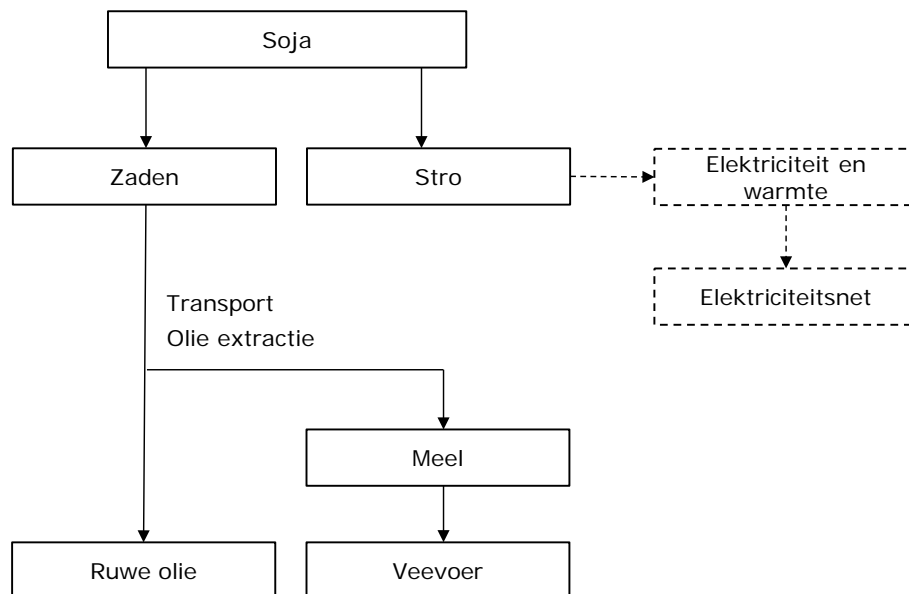 Soja
Zaden
Stro
Elektriciteit en
warmte
Elektriciteitsnet
Transport
Olie extractie
Meel
Ruwe olie
Veevoer